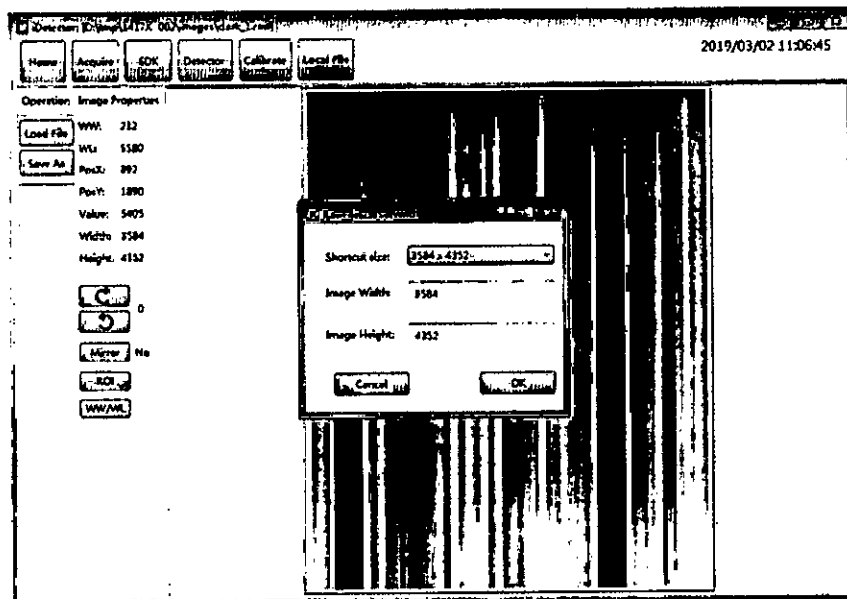 2019/03/02 11:06:45
Home Acquire SDK Detector Calibrate Local File
Operation Image Properties
Load File
Save As
WW: 232
WL: 5580
PosX: 892
PosY: 1890
Value: 5405
Width: 3584
Height: 4352
0
Mirror No
ROI
WW/WL
Shortcut size: 3584 x 4352
Image Width: 3584
Image Height: 4352
Cancel OK